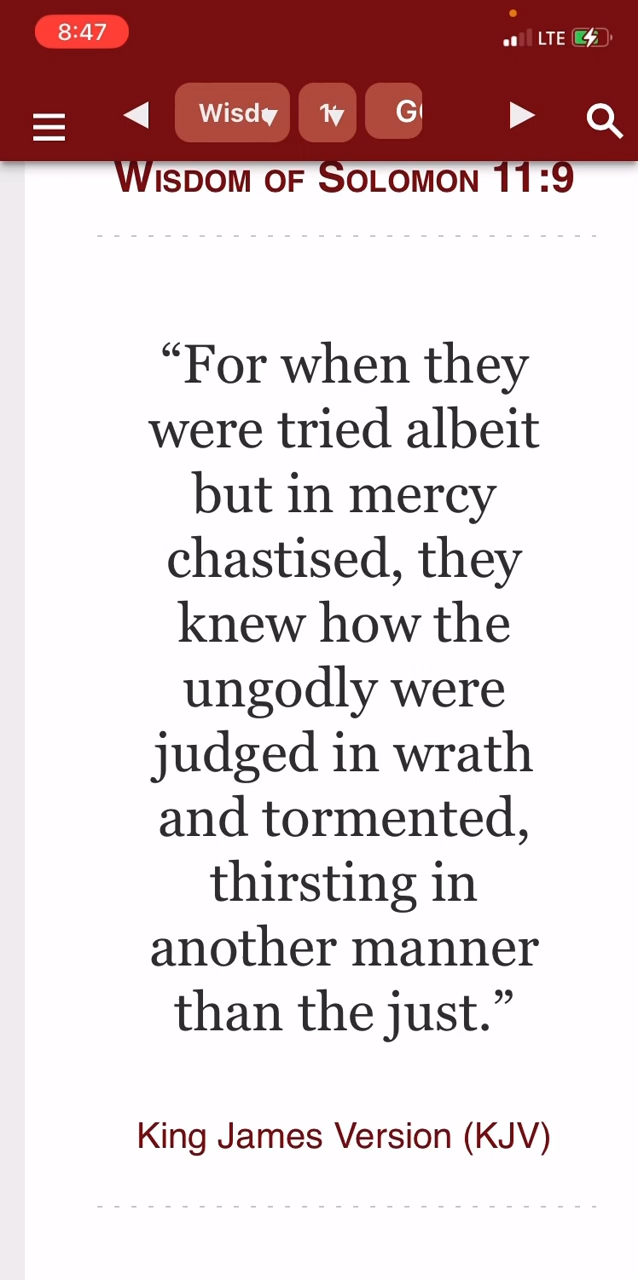 8:47
LTE
Wisd
G
WISDOM OF SOLOMON 11:9
“For when they
were tried albeit
but in mercy
chastised, they
knew how the
ungodly were
judged in wrath
and tormented,
thirsting in
another manner
than the just.”
King James Version (KJV)